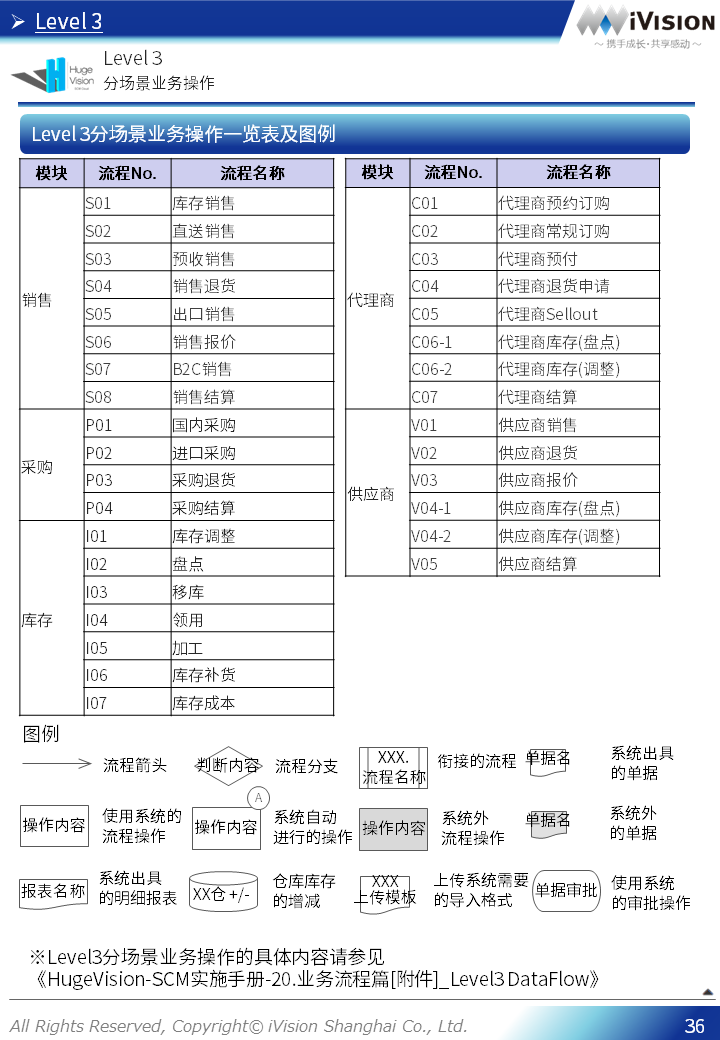 ➢ Level 3
iVISION
～ 携手成长·共享感动 ～
Huge
Vision
Level 3
分场景业务操作
Level 3分场景业务操作一览表及图例
模块 流程No. 流程名称
销售
S01 库存销售
S02 直送销售
S03 预收销售
S04 销售退货
S05 出口销售
S06 销售报价
S07 B2C销售
S08 销售结算
采购
P01 国内采购
P02 进口采购
P03 采购退货
P04 采购结算
库存
I01 库存调整
I02 盘点
I03 移库
I04 领用
I05 加工
I06 库存补货
I07 库存成本
模块 流程No. 流程名称
代理商
C01 代理商预约订购
C02 代理商常规订购
C03 代理商预付
C04 代理商退货申请
C05 代理商Sellout
C06-1 代理商库存(盘点)
C06-2 代理商库存(调整)
C07 代理商结算
供应商
V01 供应商销售
V02 供应商退货
V03 供应商报价
V04-1 供应商库存(盘点)
V04-2 供应商库存(调整)
V05 供应商结算
图例
流程箭头
判断内容
流程分支
XXX.
流程名称
衔接的流程
单据名
系统出具
的单据
操作内容
使用系统的
流程操作
A
操作内容
系统自动
进行的操作
操作内容
系统外
流程操作
单据名
系统外
的单据
报表名称
系统出具
的明细报表
XX仓 +/-
仓库库存
的增减
XXX
上传模板
上传系统需要
的导入格式
单据审批
使用系统
的审批操作
※Level3分场景业务操作的具体内容请参见
《HugeVision-SCM实施手册-20.业务流程篇[附件]_Level3 DataFlow》
All Rights Reserved, Copyright© iVision Shanghai Co., Ltd.
36